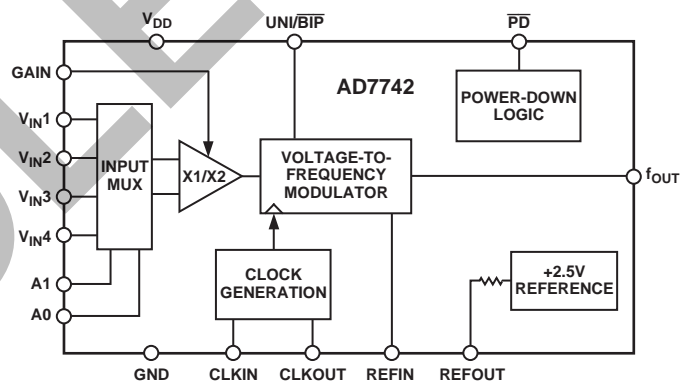 V_DD
UNI/BIP
PD
GAIN
AD7742
POWER-DOWN
LOGIC
V_IN1
V_IN2
V_IN3
V_IN4
INPUT
MUX
X1/X2
VOLTAGE-TO-
FREQUENCY
MODULATOR
f_OUT
A1
A0
CLOCK
GENERATION
+2.5V
REFERENCE
GND
CLKIN
CLKOUT
REFIN
REFOUT